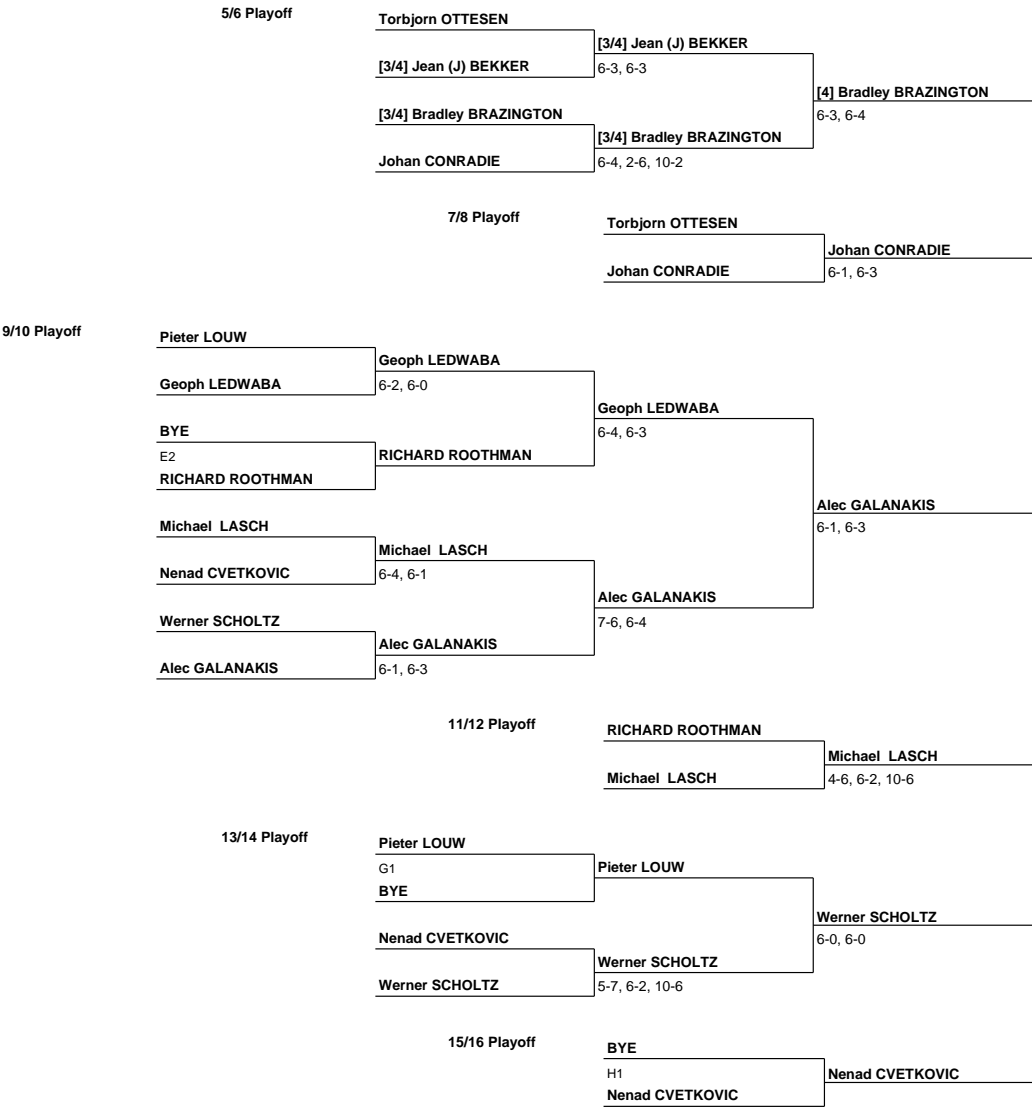 5/6 Playoff
Torbjorn OTTESEN
[3/4] Jean (J) BEKKER
[3/4] Jean (J) BEKKER
6-3, 6-3
[4] Bradley BRAZINGTON
[3/4] Bradley BRAZINGTON
6-3, 6-4
[3/4] Bradley BRAZINGTON
Johan CONRADIE
6-4, 2-6, 10-2
7/8 Playoff
Torbjorn OTTESEN
Johan CONRADIE
Johan CONRADIE
6-1, 6-3
9/10 Playoff
Pieter LOUW
Geoph LEDWABA
Geoph LEDWABA
6-2, 6-0
Geoph LEDWABA
BYE
6-4, 6-3
E2
RICHARD ROOTHMAN
RICHARD ROOTHMAN
Alec GALANAKIS
Michael LASCH
6-1, 6-3
Michael LASCH
Nenad CVETKOVIC
6-4, 6-1
Alec GALANAKIS
Werner SCHOLTZ
7-6, 6-4
Alec GALANAKIS
Alec GALANAKIS
6-1, 6-3
11/12 Playoff
RICHARD ROOTHMAN
Michael LASCH
Michael LASCH
4-6, 6-2, 10-6
13/14 Playoff
Pieter LOUW
G1
Pieter LOUW
BYE
Werner SCHOLTZ
Nenad CVETKOVIC
6-0, 6-0
Werner SCHOLTZ
Werner SCHOLTZ
5-7, 6-2, 10-6
15/16 Playoff
BYE
H1
Nenad CVETKOVIC
Nenad CVETKOVIC